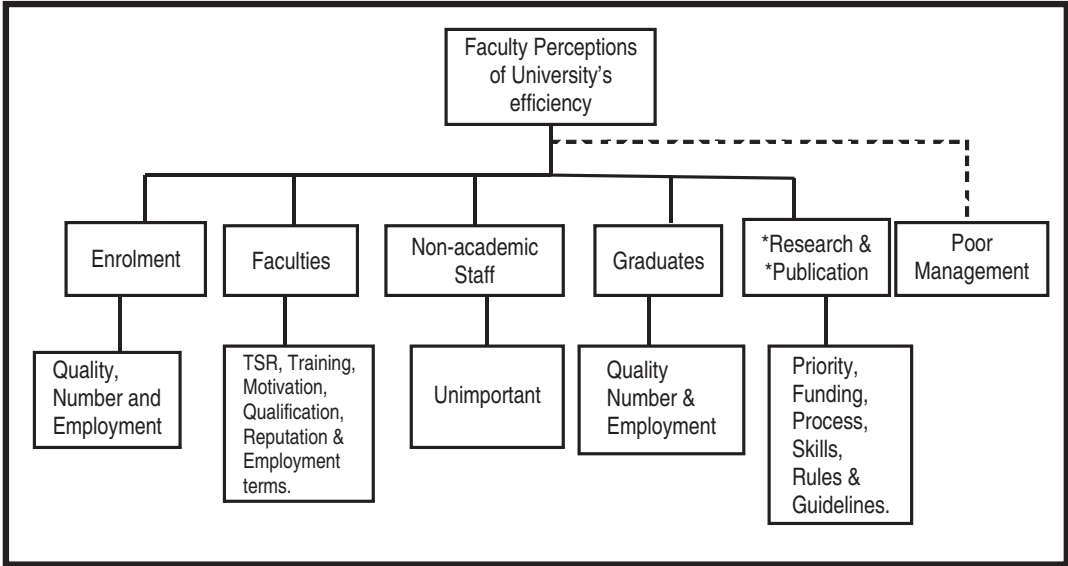 Faculty Perceptions
of University's
efficiency
Enrolment
Faculties
Non-academic
Staff
Graduates
*Research &
*Publication
Poor
Management
Quality,
Number and
Employment
TSR, Training,
Motivation,
Qualification,
Reputation &
Employment
terms.
Unimportant
Quality
Number &
Employment
Priority,
Funding,
Process,
Skills,
Rules &
Guidelines.